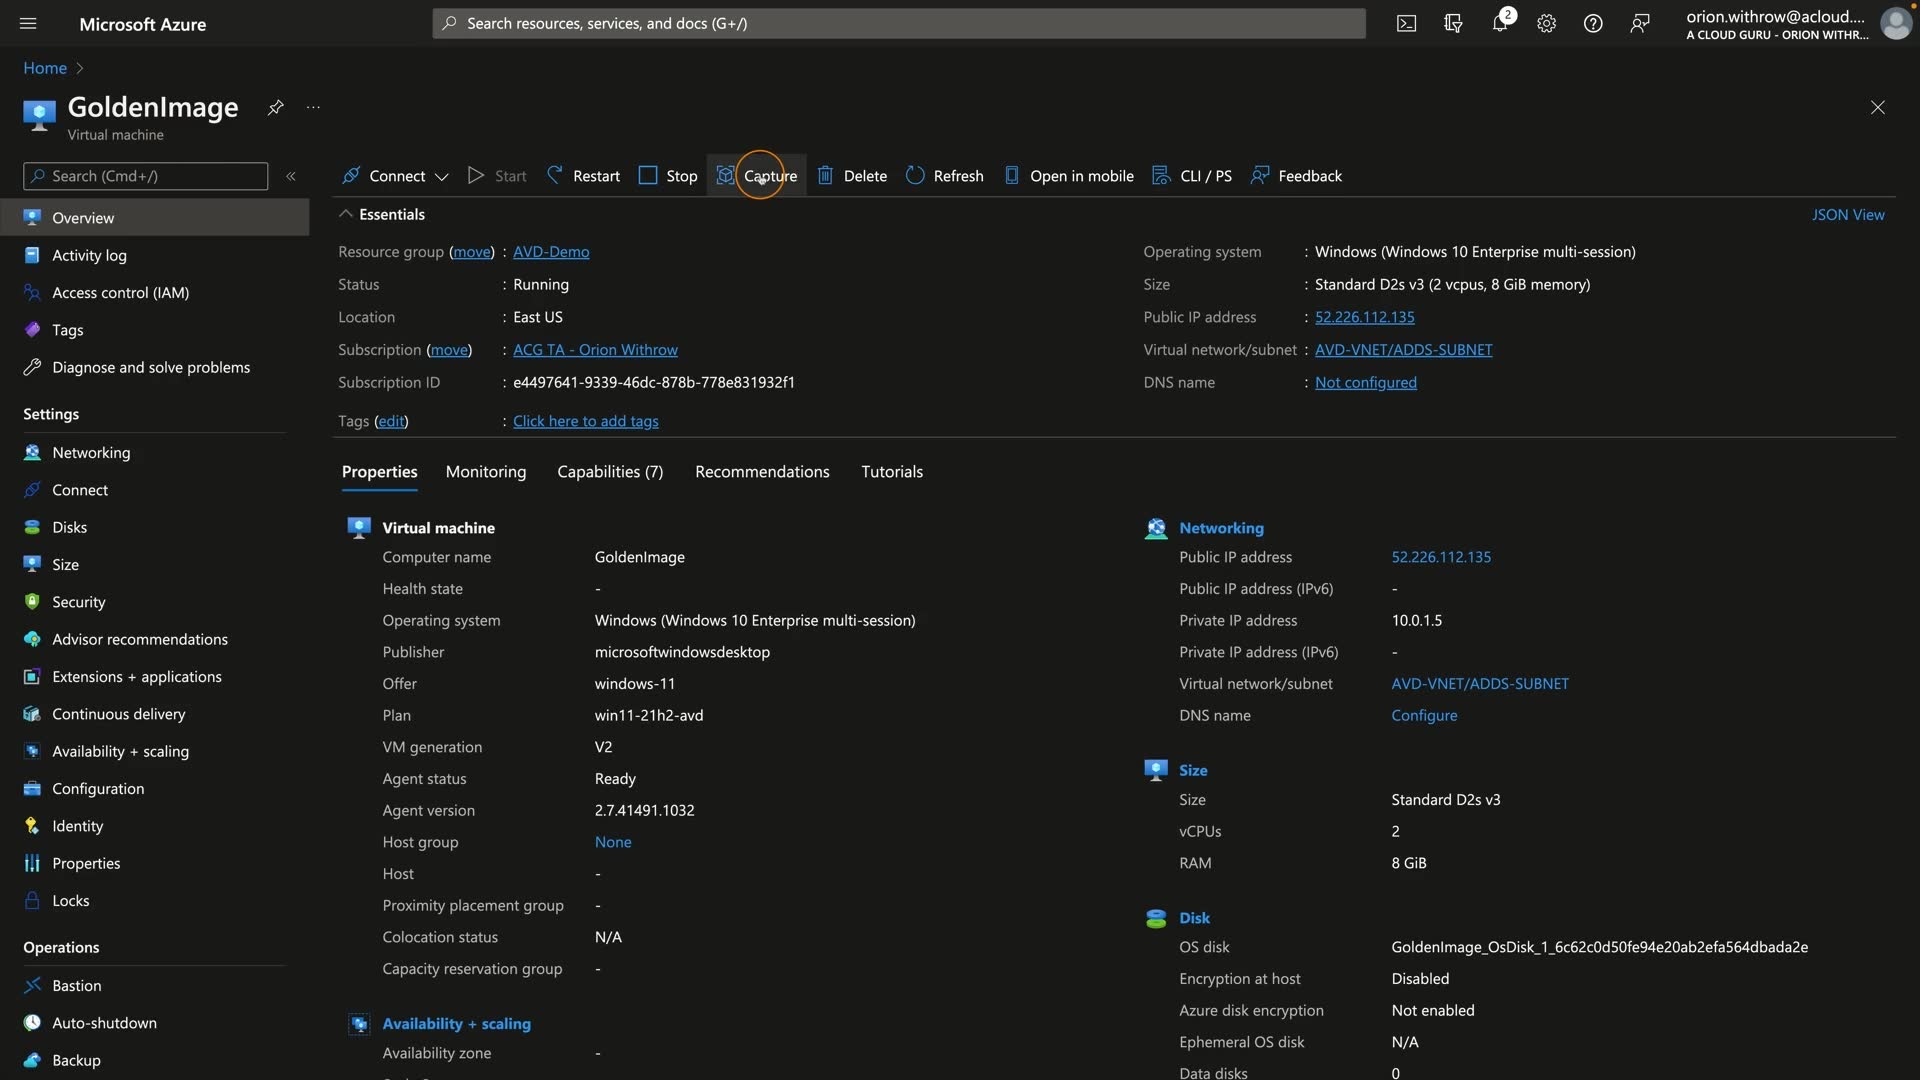 Microsoft Azure
Search resources, services, and docs (G+/)
2
orion.withrow@acloud....
A CLOUD GURU - ORION WITHR...
Home
GoldenImage
...
Virtual machine
Search (Cmd+/)
«
Connect
Start
Restart
Stop
Capture
Delete
Refresh
Open in mobile
CLI / PS
Feedback
Overview
Activity log
Access control (IAM)
Tags
Diagnose and solve problems
Settings
Networking
Connect
Disks
Size
Security
Advisor recommendations
Extensions + applications
Continuous delivery
Availability + scaling
Configuration
Identity
Properties
Locks
Operations
Bastion
Auto-shutdown
Backup
Essentials
JSON View
Resource group (move) : AVD-Demo
Status : Running
Location : East US
Subscription (move) : ACG TA - Orion Withrow
Subscription ID : e4497641-9339-46dc-878b-778e831932f1
Tags (edit) : Click here to add tags
Operating system : Windows (Windows 10 Enterprise multi-session)
Size : Standard D2s v3 (2 vcpus, 8 GiB memory)
Public IP address : 52.226.112.135
Virtual network/subnet : AVD-VNET/ADDS-SUBNET
DNS name : Not configured
Properties
Monitoring
Capabilities (7)
Recommendations
Tutorials
Virtual machine
Computer name GoldenImage
Health state -
Operating system Windows (Windows 10 Enterprise multi-session)
Publisher microsoftwindowsdesktop
Offer windows-11
Plan win11-21h2-avd
VM generation V2
Agent status Ready
Agent version 2.7.41491.1032
Host group None
Host -
Proximity placement group -
Colocation status N/A
Capacity reservation group -
Availability + scaling
Availability zone -
Networking
Public IP address 52.226.112.135
Public IP address (IPv6) -
Private IP address 10.0.1.5
Private IP address (IPv6) -
Virtual network/subnet AVD-VNET/ADDS-SUBNET
DNS name Configure
Size
Size Standard D2s v3
vCPUs 2
RAM 8 GiB
Disk
OS disk GoldenImage_OsDisk_1_6c62c0d50fe94e20ab2efa564dbada2e
Encryption at host Disabled
Azure disk encryption Not enabled
Ephemeral OS disk N/A
Data disks 0